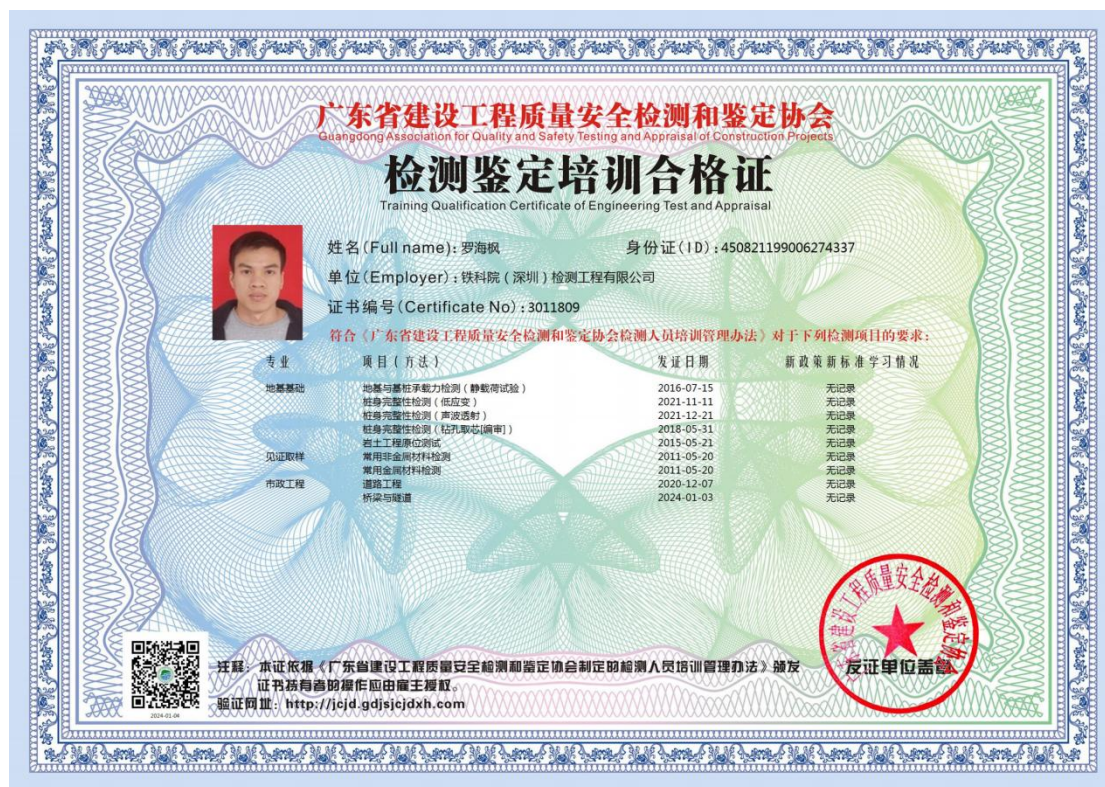 广东省建设工程质量安全检测和鉴定协会
Guangdong Association for Quality and Safety Testing and Appraisal of Construction Projects
检测鉴定培训合格证
Training Qualification Certificate of Engineering Test and Appraisal
姓名(Full name): 罗海枫 身份证(ID): 450821199006274337
单位(Employer): 铁科院(深圳)检测工程有限公司
证书编号(Certificate No): 3011809
符合《广东省建设工程质量安全检测和鉴定协会检测人员培训管理办法》对于下列检测项目的要求:
专业 项目(方法) 发证日期 新政策新标准学习情况
地基基础 地基与基桩承载力检测(静载荷试验) 2016-07-15 无记录
桩身完整性检测(低应变) 2021-11-11 无记录
桩身完整性检测(声波透射) 2021-12-21 无记录
桩身完整性检测(钻孔取芯[编审]) 2018-05-31 无记录
岩土工程原位测试 2015-05-21 无记录
见证取样 常用非金属材料检测 2011-05-20 无记录
常用金属材料检测 2011-05-20 无记录
市政工程 道路工程 2020-12-07 无记录
桥梁与隧道 2024-01-03 无记录
广东省建设工程质量安全检测和鉴定协会
注释: 本证依据《广东省建设工程质量安全检测和鉴定协会制定的检测人员培训管理办法》颁发
证书持有者的操作应由雇主授权。
发证单位盖章
验证网址: http://jcjd.gdjsjcjdxh.com
2024-01-04